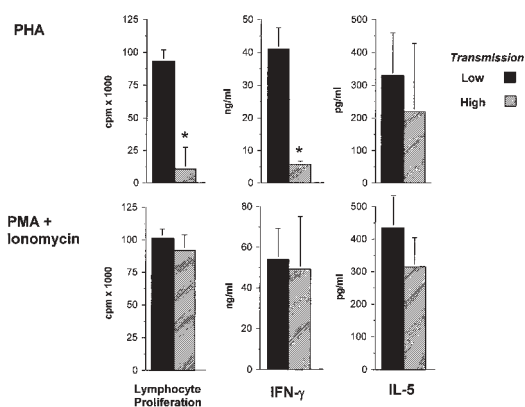 PHA
cpm x 1000
125
100
75
50
25
0
*
ng/ml
50
40
30
20
10
0
*
pg/ml
500
400
300
200
100
0
Transmission
Low
High
PMA +
Ionomycin
cpm x 1000
125
100
75
50
25
0
ng/ml
80
60
40
20
0
pg/ml
500
400
300
200
100
0
Lymphocyte
Proliferation
IFN-γ
IL-5